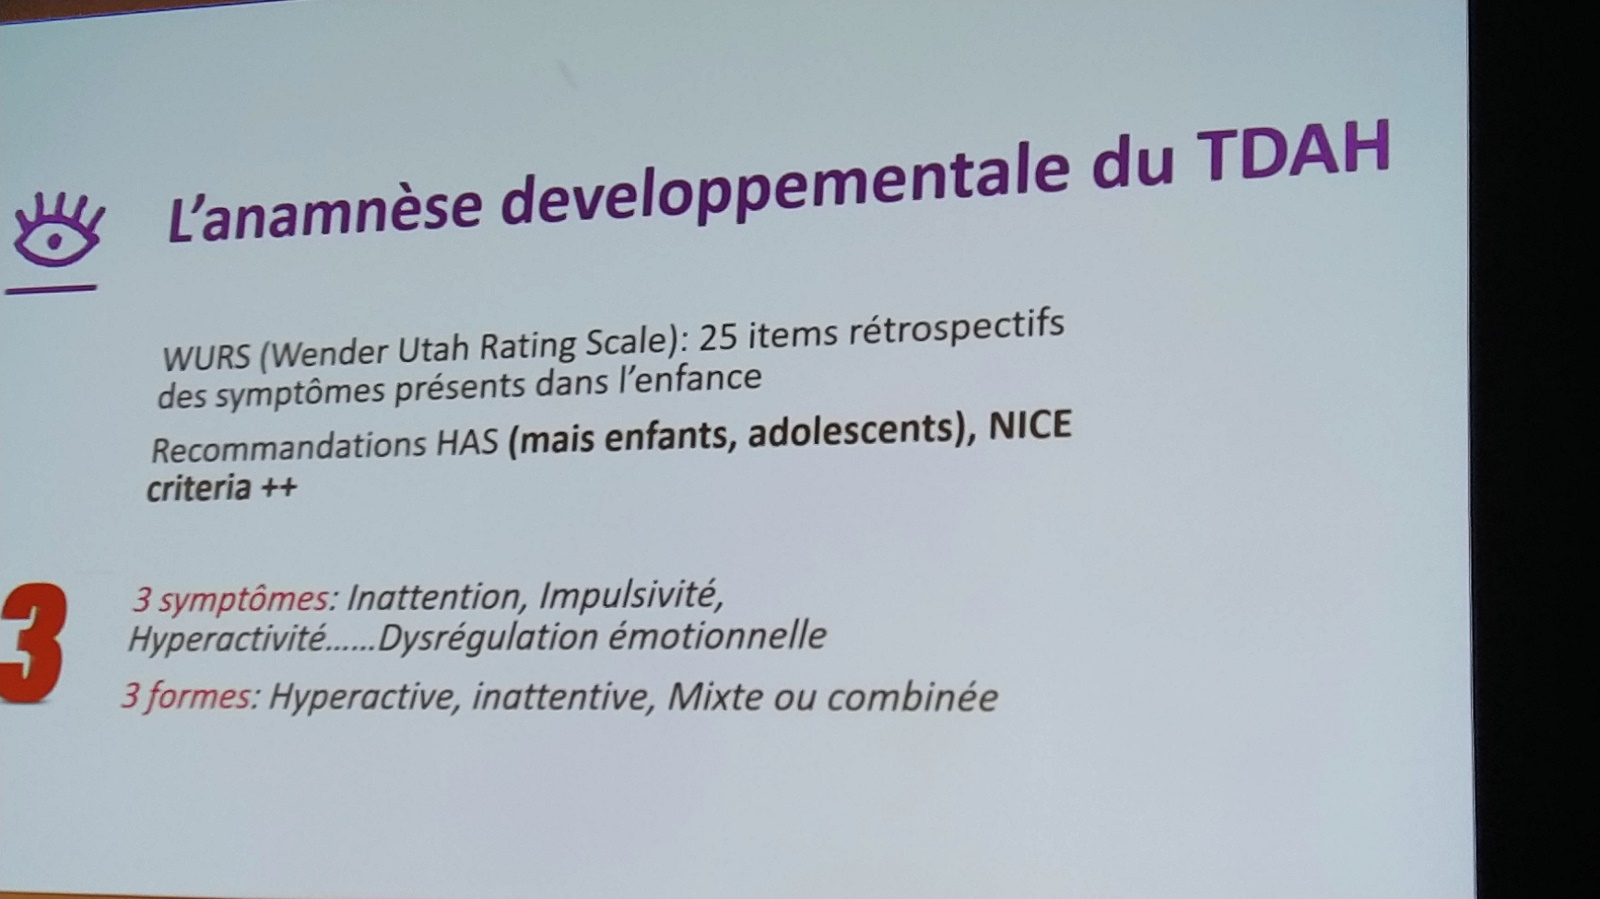 L'anamnèse developpementale du TDAH
WURS (Wender Utah Rating Scale): 25 items rétrospectifs
des symptômes présents dans l'enfance
Recommandations HAS (mais enfants, adolescents), NICE
criteria ++
3
3 symptômes: Inattention, Impulsivité,
Hyperactivité......Dysrégulation émotionnelle
3 formes: Hyperactive, inattentive, Mixte ou combinée